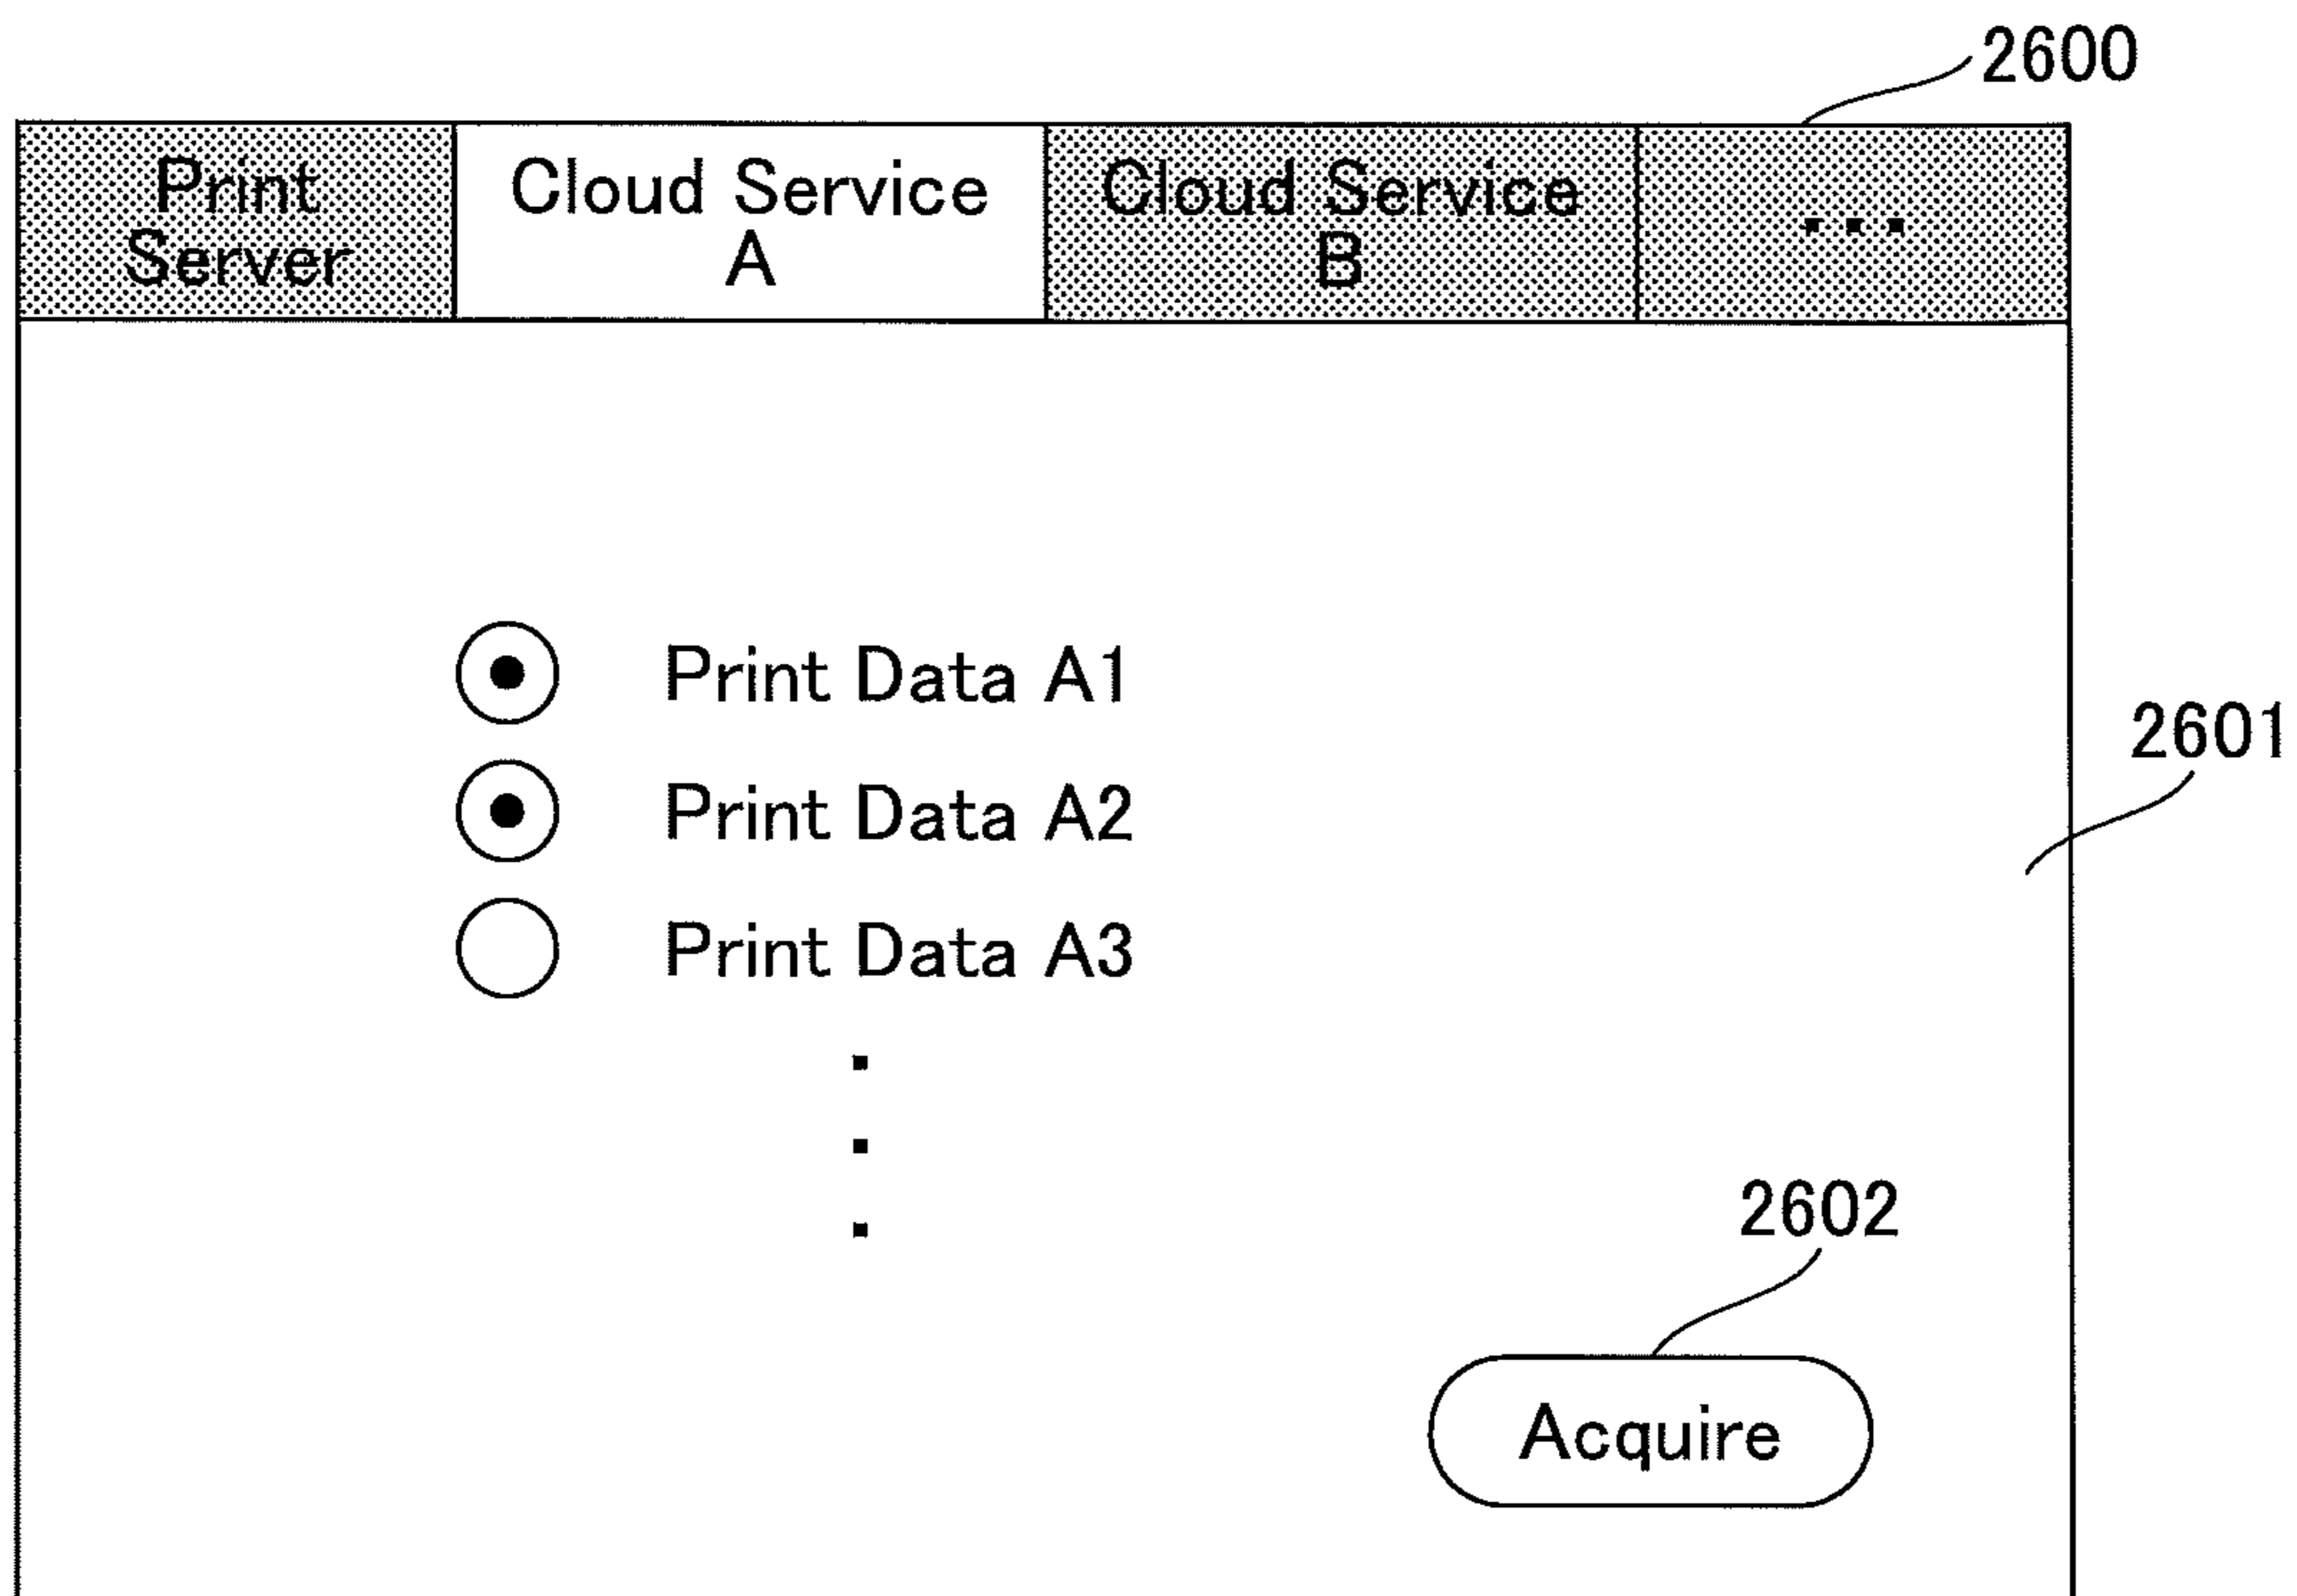 2600
Print
Server
Cloud Service
A
Cloud Service
B
...
Print Data A1
2601
Print Data A2
Print Data A3
2602
Acquire